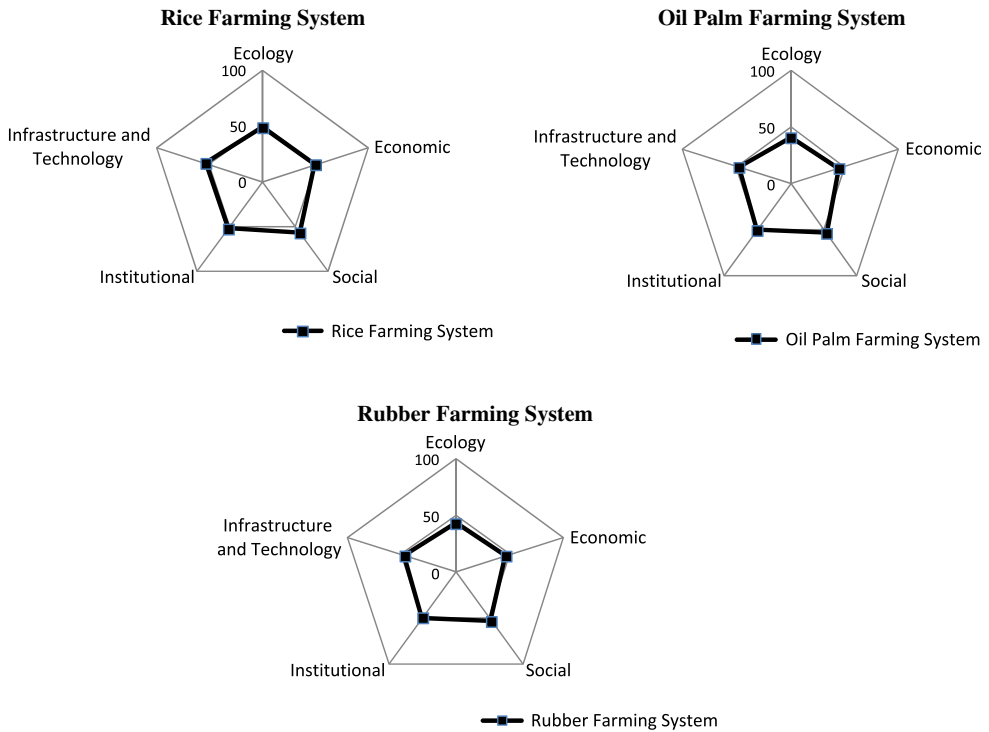 Rice Farming System
Ecology
100
50
0
Infrastructure and
Technology
Economic
Institutional
Social
Rice Farming System
Oil Palm Farming System
Ecology
100
50
0
Infrastructure and
Technology
Economic
Institutional
Social
Oil Palm Farming System
Rubber Farming System
Ecology
100
50
0
Infrastructure
and Technology
Economic
Institutional
Social
Rubber Farming System